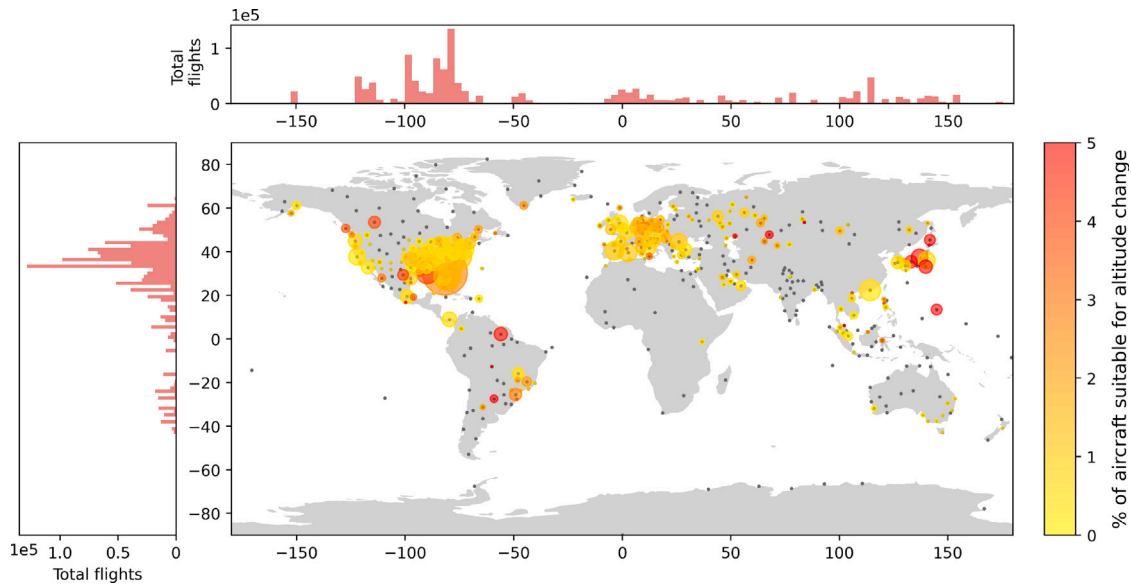 1e5
Total
flights
1
0
−150 −100 −50 0 50 100 150
80
60
40
20
0
−20
−40
−60
−80
−150 −100 −50 0 50 100 150
1e5 1.0 0.5 0
Total flights
5
4
3
2
1
0
% of aircraft suitable for altitude change